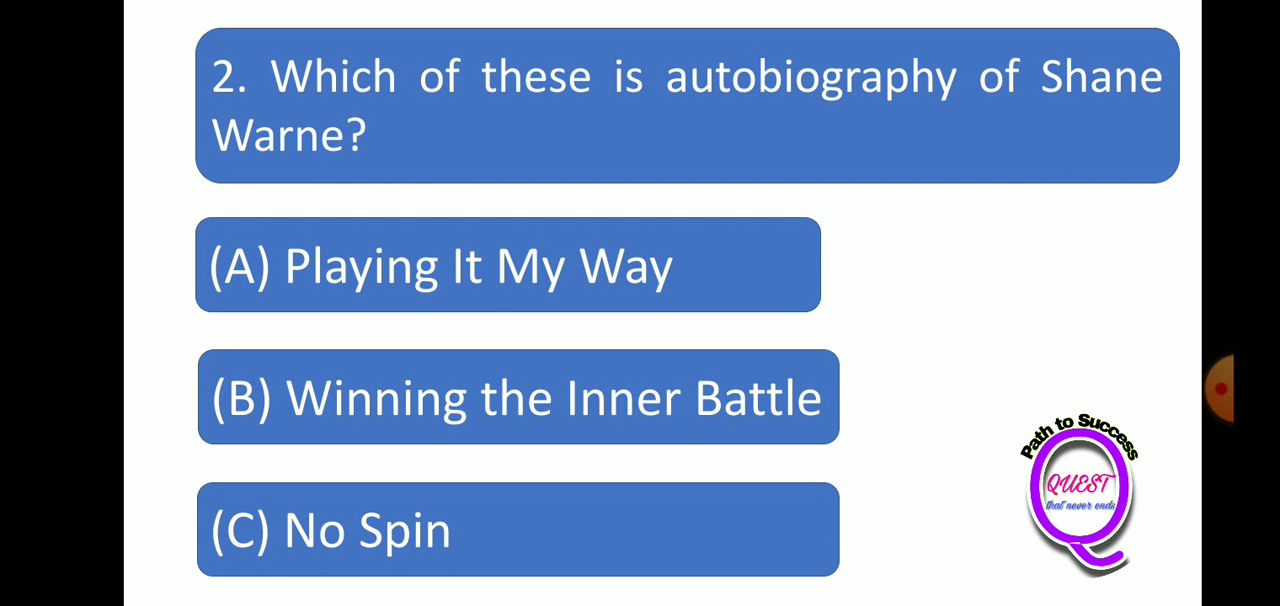 2. Which of these is autobiography of Shane
Warne?
(A) Playing It My Way
(B) Winning the Inner Battle
(C) No Spin
Path to Success
QUEST
that never ends